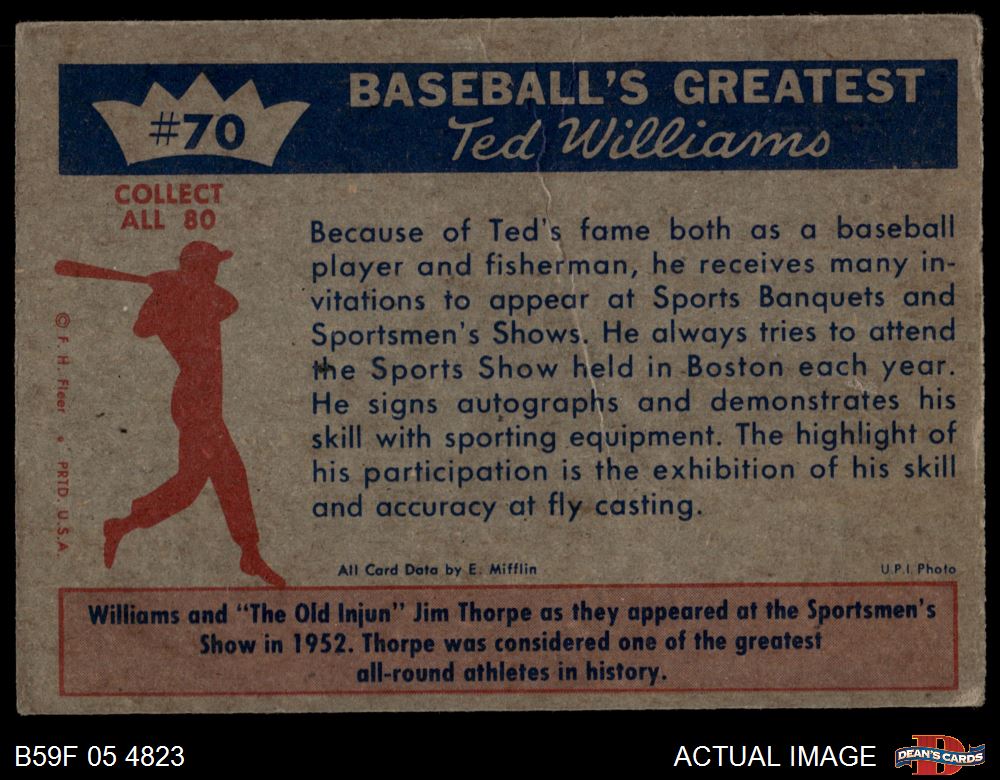 #70
BASEBALL'S GREATEST
Ted Williams
COLLECT
ALL 80
Because of Ted's fame both as a baseball
player and fisherman, he receives many in-
vitations to appear at Sports Banquets and
Sportsmen's Shows. He always tries to attend
the Sports Show held in Boston each year.
He signs autographs and demonstrates his
skill with sporting equipment. The highlight of
his participation is the exhibition of his skill
and accuracy at fly casting.
© F. H. Fleer • PRTD. U.S.A
All Card Data by E. Mifflin
U.P.I. Photo
Williams and "The Old Injun" Jim Thorpe as they appeared at the Sportsmen's
Show in 1952. Thorpe was considered one of the greatest
all-round athletes in history.
B59F 05 4823
ACTUAL IMAGE
D
DEAN'S CARDS